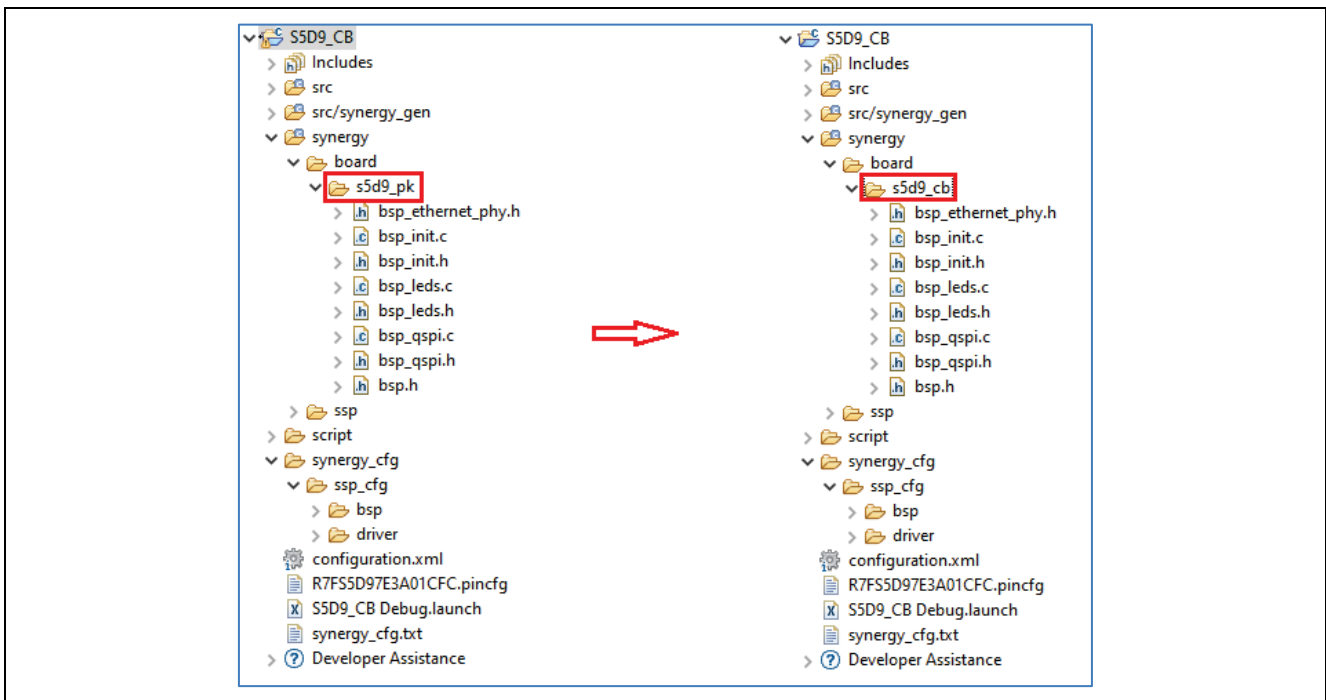 S5D9_CB
Includes
src
src/synergy_gen
synergy
board
s5d9_pk
bsp_ethernet_phy.h
bsp_init.c
bsp_init.h
bsp_leds.c
bsp_leds.h
bsp_qspi.c
bsp_qspi.h
bsp.h
ssp
script
synergy_cfg
ssp_cfg
bsp
driver
configuration.xml
R7FS5D97E3A01CFC.pincfg
S5D9_CB Debug.launch
synergy_cfg.txt
Developer Assistance
S5D9_CB
Includes
src
src/synergy_gen
synergy
board
s5d9_cb
bsp_ethernet_phy.h
bsp_init.c
bsp_init.h
bsp_leds.c
bsp_leds.h
bsp_qspi.c
bsp_qspi.h
bsp.h
ssp
script
synergy_cfg
ssp_cfg
bsp
driver
configuration.xml
R7FS5D97E3A01CFC.pincfg
S5D9_CB Debug.launch
synergy_cfg.txt
Developer Assistance